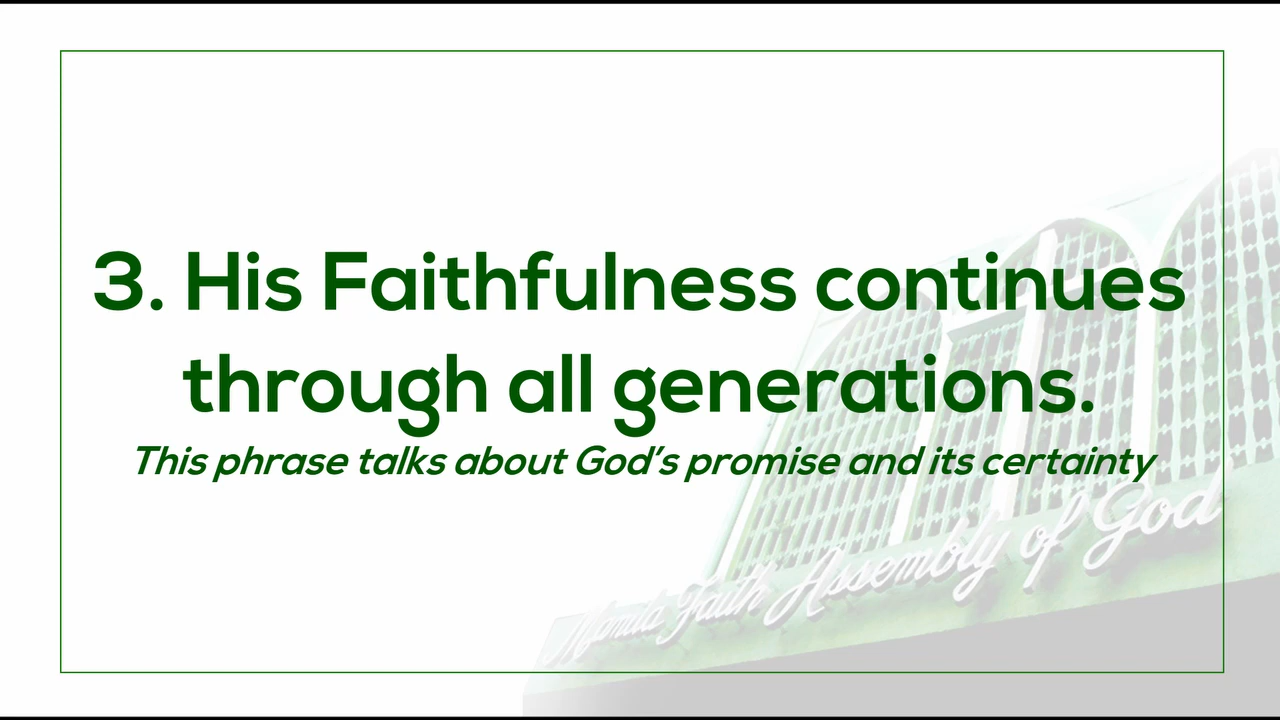 3. His Faithfulness continues
through all generations.
This phrase talks about God's promise and its certainty
Manila Faith Assembly of God